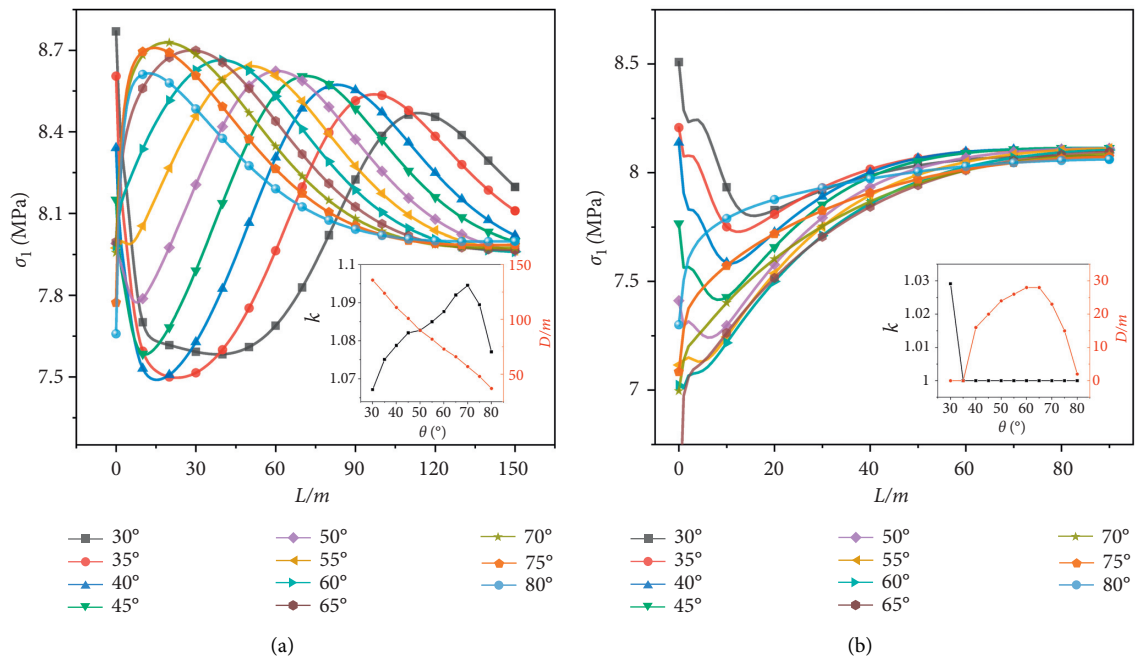 8.7
8.4
8.1
7.8
7.5
σ1 (MPa)
0 30 60 90 120 150
L/m
1.1
1.09
1.08
1.07
k
150
100
50
D/m
30 40 50 60 70 80
θ (°)
30°
35°
40°
45°
50°
55°
60°
65°
70°
75°
80°
(a)
8.5
8
7.5
7
σ1 (MPa)
0 20 40 60 80
L/m
1.04
1.03
1.02
1.01
1
k
30
20
10
0
D/m
30 40 50 60 70 80
θ (°)
30°
35°
40°
45°
50°
55°
60°
65°
70°
75°
80°
(b)